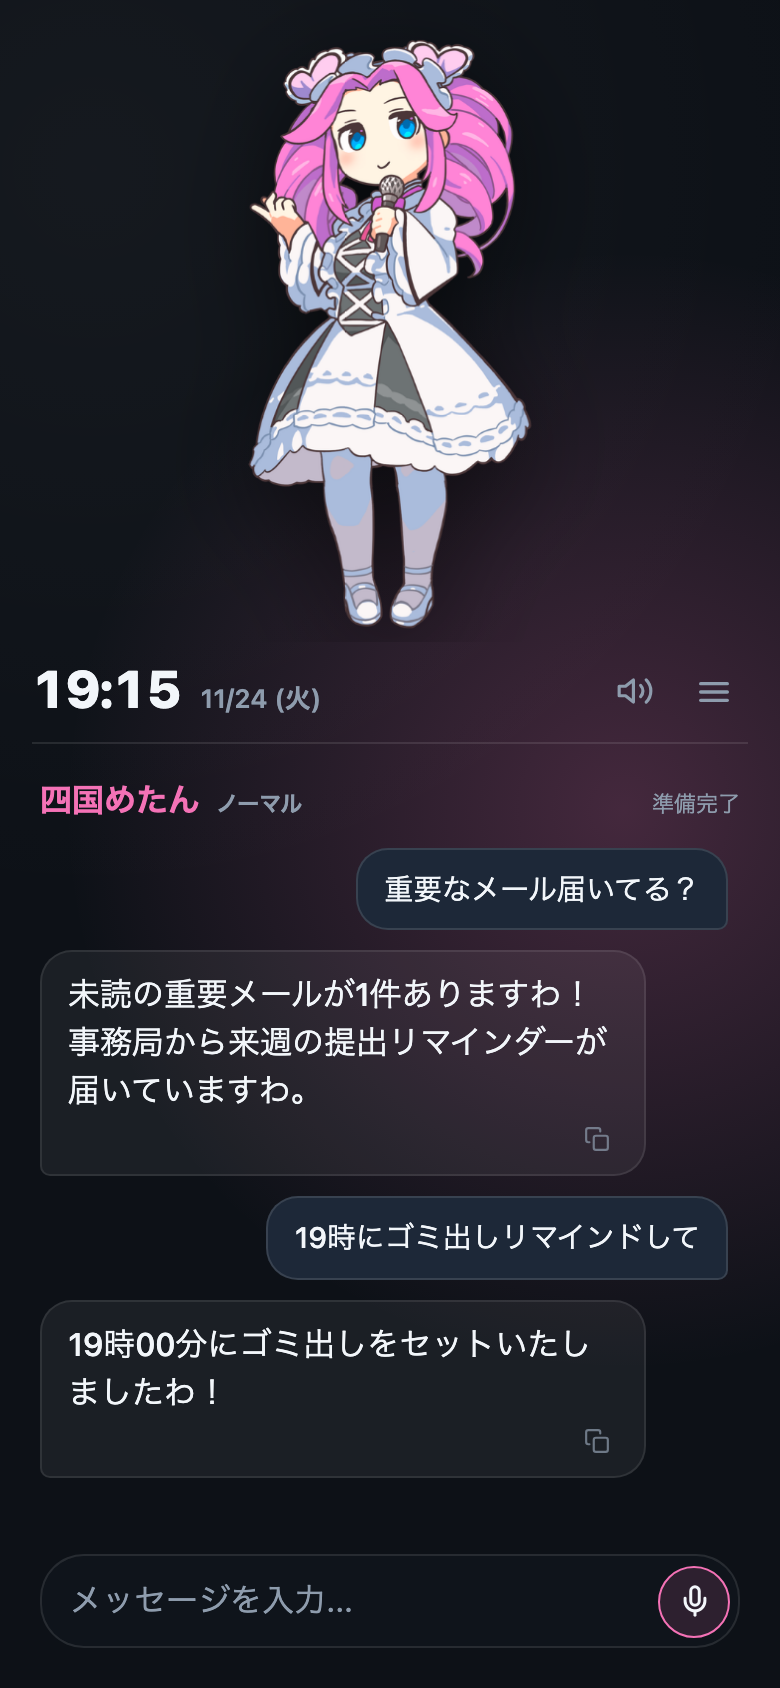 19:15 11/24 (火)
四国めたん ノーマル 準備完了
重要なメール届いてる？
未読の重要メールが1件ありますわ！
事務局から来週の提出リマインダーが
届いていますわ。
19時にゴミ出しリマインドして
19時00分にゴミ出しをセットいたし
ましたわ！
メッセージを入力...